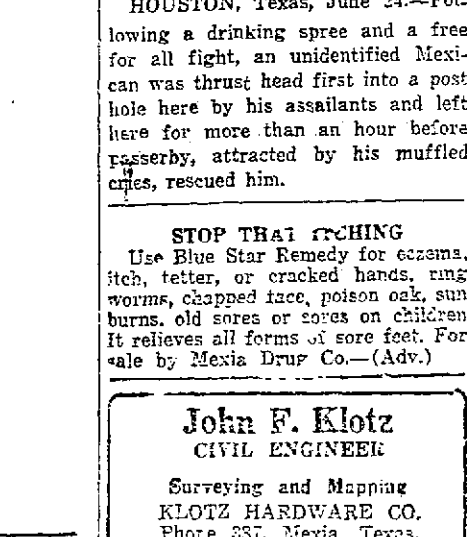 HOUSTON, Texas, June 24.—Fol-
lowing a drinking spree and a free
for all fight, an unidentified Mexi-
can was thrust head first into a post
hole here by his assailants and left
here for more than an hour before
passerby, attracted by his muffled
cries, rescued him.
STOP THAT ITCHING
Use Blue Star Remedy for eczema,
itch, tetter, or cracked hands, ring
worms, chapped face, poison oak, sun
burns, old sores or sores on children
It relieves all forms of sore feet. For
sale by Mexia Drug Co.—(Adv.)
John F. Klotz
CIVIL ENGINEER
Surveying and Mapping
KLOTZ HARDWARE CO.
Phone 337, Mexia, Texas.